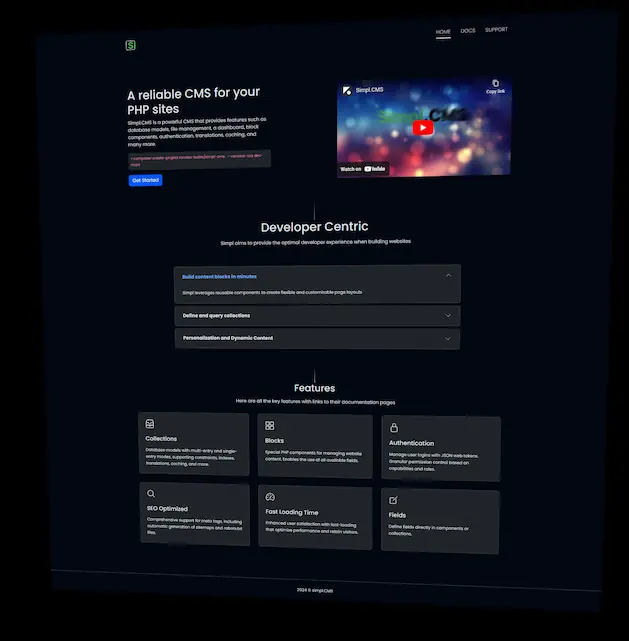 S
HOME DOCS SUPPORT
A reliable CMS for your
PHP sites
Simpl.CMS is a powerful CMS that provides features such as
database models, file management, a dashboard, block
components, authentication, translations, caching, and
many more.
Get Started
Simpl.CMS
Copy link
Simpl.CMS
Watch on YouTube
Developer Centric
Simpl aims to provide the optimal developer experience when building websites
Build content blocks in minutes
Simpl leverages reusable components to create flexible and customizable page layouts
Define and query collections
Personalization and Dynamic Content
Features
Here are all the key features with links to their documentation pages
Collections
Database models with multi-entry and single-
entry modes, supporting constraints, indexes,
translations, caching, and more.
Blocks
Special PHP components for managing website
content. Enables the use of all available fields.
Authentication
Manage user logins with JSON web tokens.
Granular permission control based on
capabilities and roles.
SEO Optimized
Comprehensive support for meta tags, including
automatic generation of sitemaps and robots
files.
Fast Loading Time
Enhanced user satisfaction with fast-loading
that optimize performance and retain visitors.
Fields
Define fields directly in components or
collections.
2024 © simpl.CMS